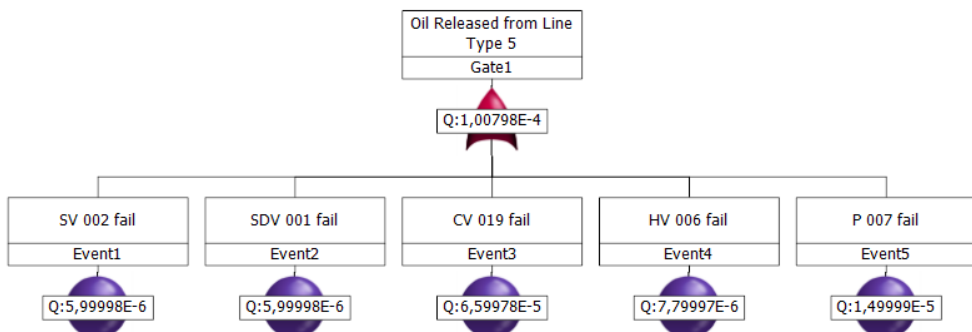 Oil Released from Line
Type 5
Gate1
Q:1,00798E-4
SV 002 fail
SDV 001 fail
CV 019 fail
HV 006 fail
P 007 fail
Event1
Event2
Event3
Event4
Event5
Q:5,99998E-6
Q:5,99998E-6
Q:6,59978E-5
Q:7,79997E-6
Q:1,49999E-5